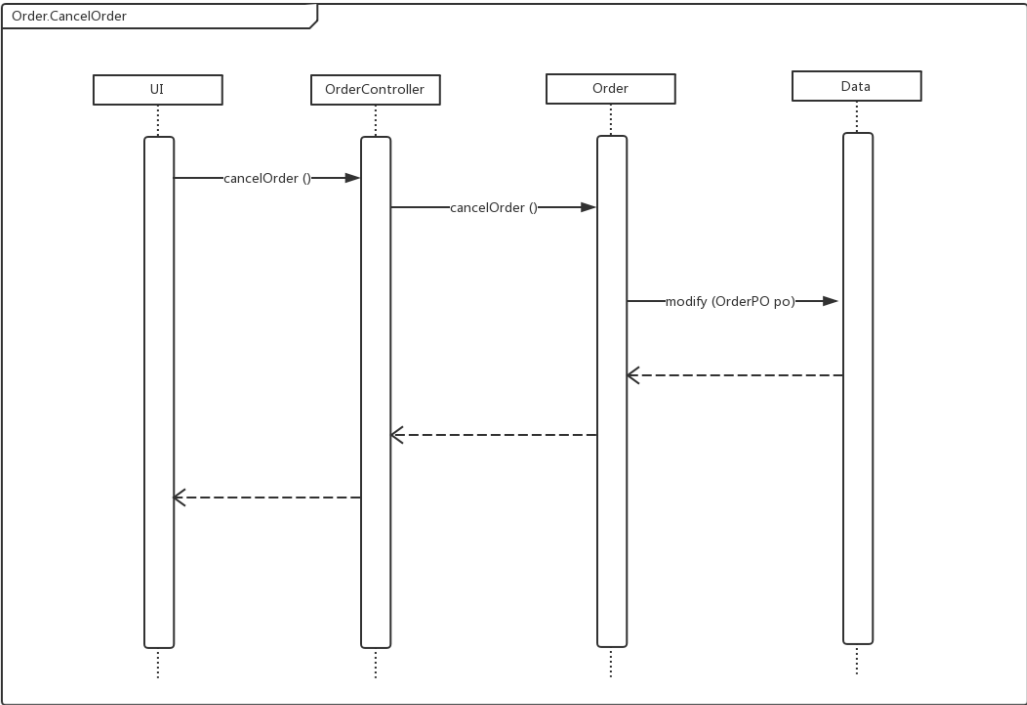 Order.CancelOrder
UI
OrderController
Order
Data
cancelOrder ()
cancelOrder ()
modify (OrderPO po)